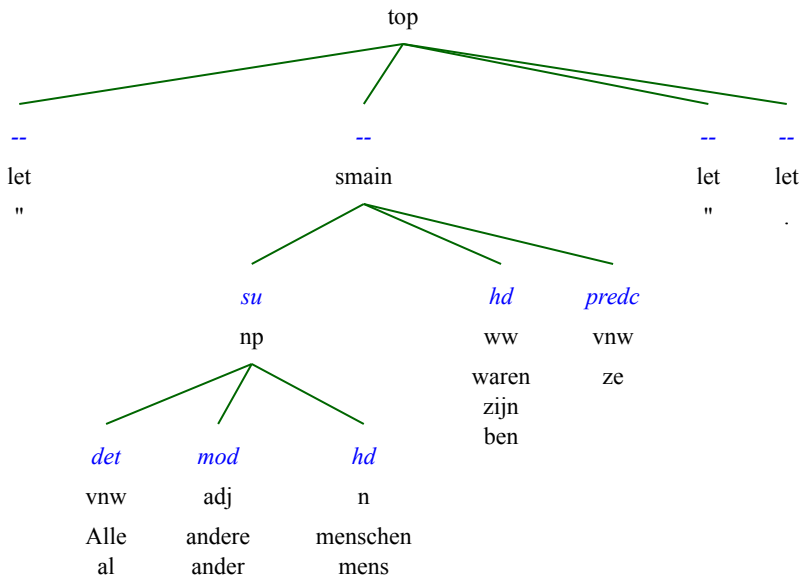 top
-- -- -- --
let smain let let
" " .
su hd predc
np ww vnw
waren ze
zijn
ben
det mod hd
vnw adj n
Alle andere menschen
al ander mens